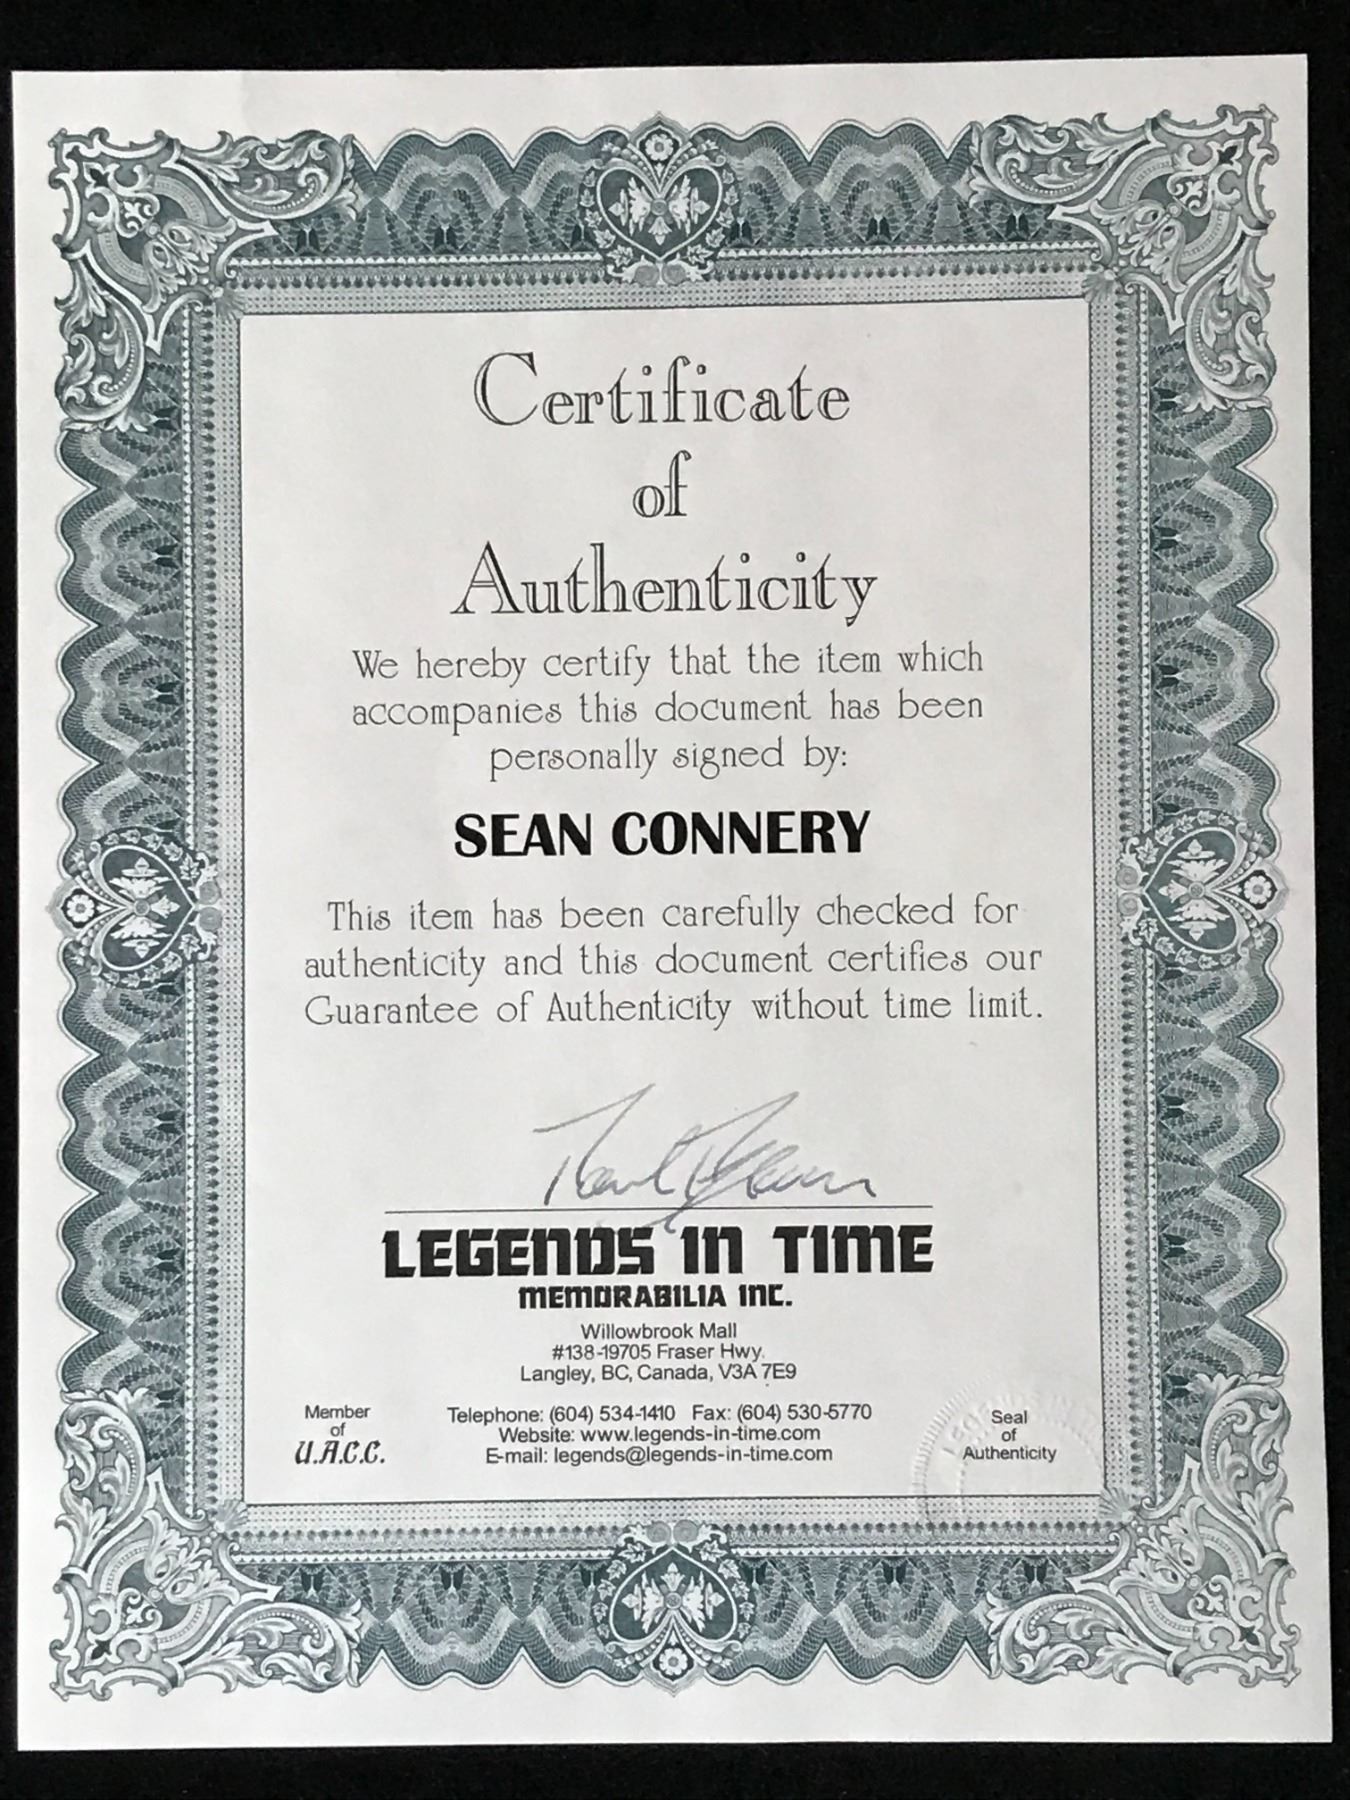 Certificate
of
Authenticity
We hereby certify that the item which
accompanies this document has been
personally signed by:
SEAN CONNERY
This item has been carefully checked for
authenticity and this document certifies our
Guarantee of Authenticity without time limit.
LEGENDS IN TIME
MEMORABILIA INC.
Willowbrook Mall
#138-19705 Fraser Hwy.
Langley, BC, Canada, V3A 7E9
Member
of
U.A.C.C.
Telephone: (604) 534-1410 Fax: (604) 530-5770
Website: www.legends-in-time.com
E-mail: legends@legends-in-time.com
Seal
of
Authenticity